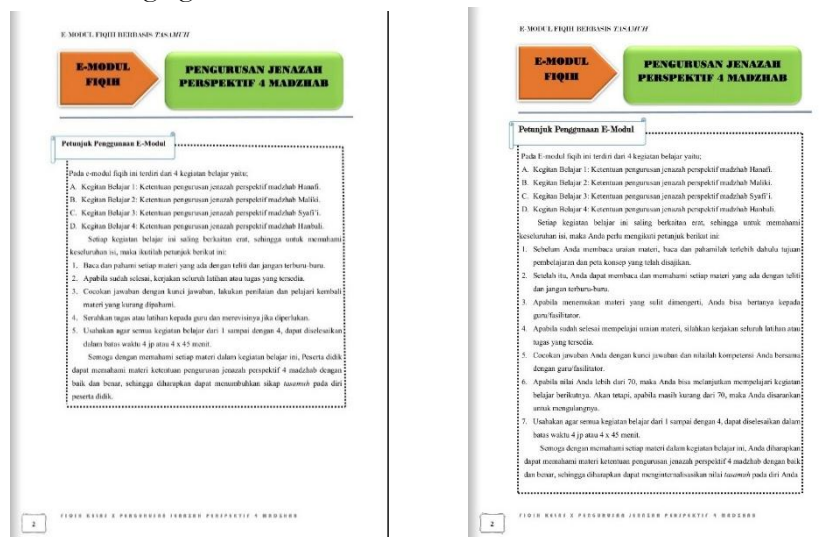 E-MODUL FIQIH BERBASIS TASAMUH
E-MODUL
FIQIH
PENGURUSAN JENAZAH
PERSPEKTIF 4 MADZHAB
Petunjuk Penggunaan E-Modul
Pada e-modul fiqih ini terdiri dari 4 kegiatan belajar yaitu;
A. Kegitan Belajar 1: Ketentuan pengurusan jenazah perspektif madzhab Hanafi.
B. Kegitan Belajar 2: Ketentuan pengurusan jenazah perspektif madzhab Maliki.
C. Kegitan Belajar 3: Ketentuan pengurusan jenazah perspektif madzhab Syafi'i.
D. Kegitan Belajar 4: Ketentuan pengurusan jenazah perspektif madzhab Hanbali.
Setiap kegiatan belajar ini saling berkaitan erat, sehingga untuk memahami
keseluruhan isi, maka ikutilah petunjuk berikut ini:
1. Baca dan pahami setiap materi yang ada dengan teliti dan jangan terburu-buru.
2. Apabila sudah selesai, kerjakan seluruh latihan atau tugas yang tersedia.
3. Cocokan jawaban dengan kunci jawaban, lakukan penilaian dan pelajari kembali
materi yang kurang dipahami.
4. Serahkan tugas atau latihan kepada guru dan merevisinya jika diperlukan.
5. Usahakan agar semua kegiatan belajar dari 1 sampai dengan 4, dapat diselesaikan
dalam batas waktu 4 jp atau 4 x 45 menit.
Semoga dengan memahami setiap materi dalam kegiatan belajar ini, Peserta didik
dapat memahami materi ketentuan pengurusan jenazah perspektif 4 madzhab dengan
baik dan benar, sehingga diharapkan dapat menumbuhkan sikap tasamuh pada diri
peserta didik.
2
FIQIH KELAS X PENGURUSAN JENAZAH PERSPEKTIF 4 MADZHAB
E-MODUL FIQIH BERBASIS TASAMUH
E-MODUL
FIQIH
PENGURUSAN JENAZAH
PERSPEKTIF 4 MADZHAB
Petunjuk Penggunaan E-Modul
Pada E-modul fiqih ini terdiri dari 4 kegiatan belajar yaitu;
A. Kegitan Belajar 1: Ketentuan pengurusan jenazah perspektif madzhab Hanafi.
B. Kegitan Belajar 2: Ketentuan pengurusan jenazah perspektif madzhab Maliki.
C. Kegitan Belajar 3: Ketentuan pengurusan jenazah perspektif madzhab Syafi'i.
D. Kegitan Belajar 4: Ketentuan pengurusan jenazah perspektif madzhab Hanbali.
Setiap kegiatan belajar ini saling berkaitan erat, sehingga untuk memahami
keseluruhan isi, maka Anda perlu mengikuti petunjuk berikut ini:
1. Sebelum Anda membaca uraian materi, baca dan pahamilah terlebih dahulu tujuan
pembelajaran dan peta konsep yang telah disajikan.
2. Setelah itu, Anda dapat membaca dan memahami setiap materi yang ada dengan teliti
dan jangan terburu-buru.
3. Apabila menemukan materi yang sulit dimengerti, Anda bisa bertanya kepada
guru/fasilitator.
4. Apabila sudah selesai mempelajai uraian materi, silahkan kerjakan seluruh latihan atau
tugas yang tersedia.
5. Cocokan jawaban Anda dengan kunci jawaban dan nilailah kompetensi Anda bersama
dengan guru/fasilitator.
6. Apabila nilai Anda lebih dari 70, maka Anda bisa melanjutkan mempelajari kegiatan
belajar berikutnya. Akan tetapi, apabila masih kurang dari 70, maka Anda disarankan
untuk mengulangnya.
7. Usahakan agar semua kegiatan belajar dari 1 sampai dengan 4, dapat diselesaikan dalam
batas waktu 4 jp atau 4 x 45 menit.
Semoga dengan memahami setiap materi dalam kegiatan belajar ini, Anda diharapkan
dapat memahami materi ketentuan pengurusan jenazah perspektif 4 madzhab dengan baik
dan benar, sehingga diharapkan dapat menginternalisasikan nilai tasamuh pada diri Anda
2
FIQIH KELAS X PENGURUSAN JENAZAH PERSPEKTIF 4 MADZHAB